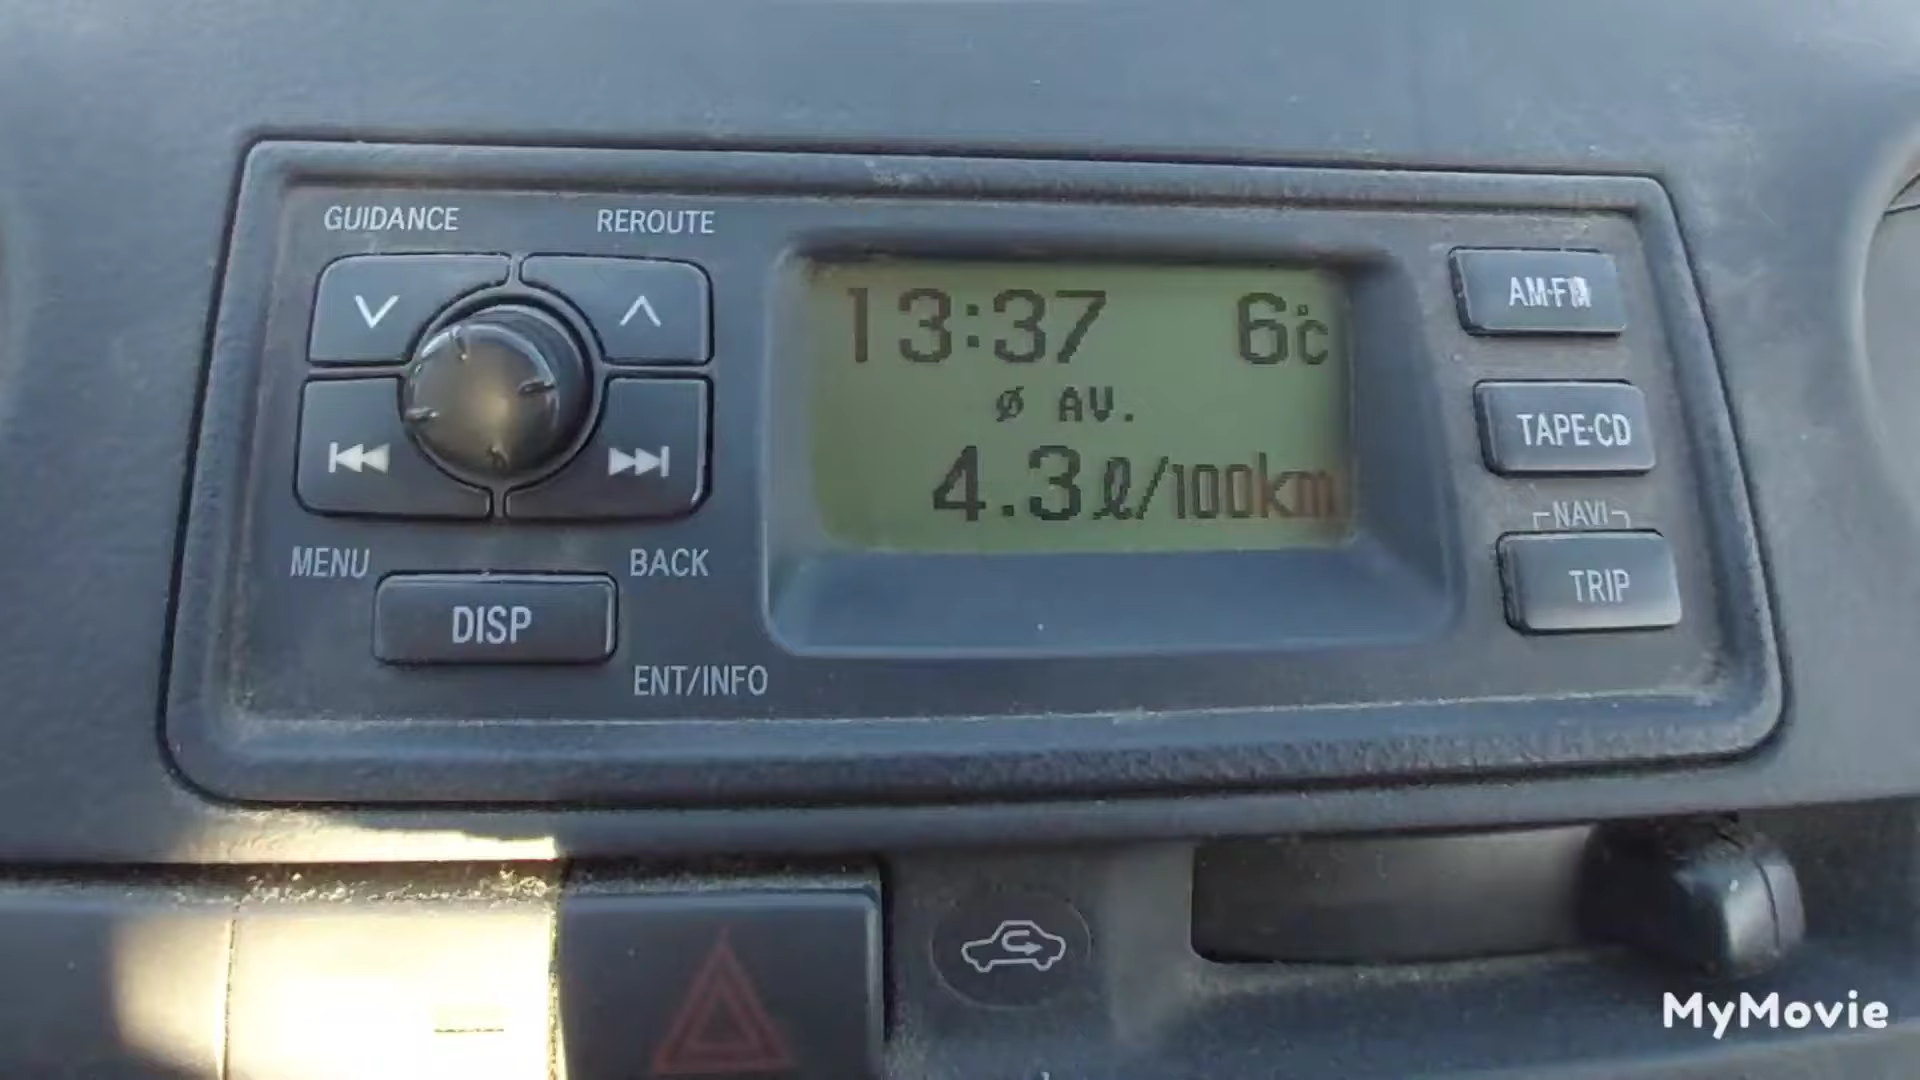 GUIDANCE
REROUTE
13:37 6°C
AM·FM
Ø AV.
TAPE·CD
4.3ℓ/100km
NAVI
MENU
BACK
TRIP
DISP
ENT/INFO
MyMovie